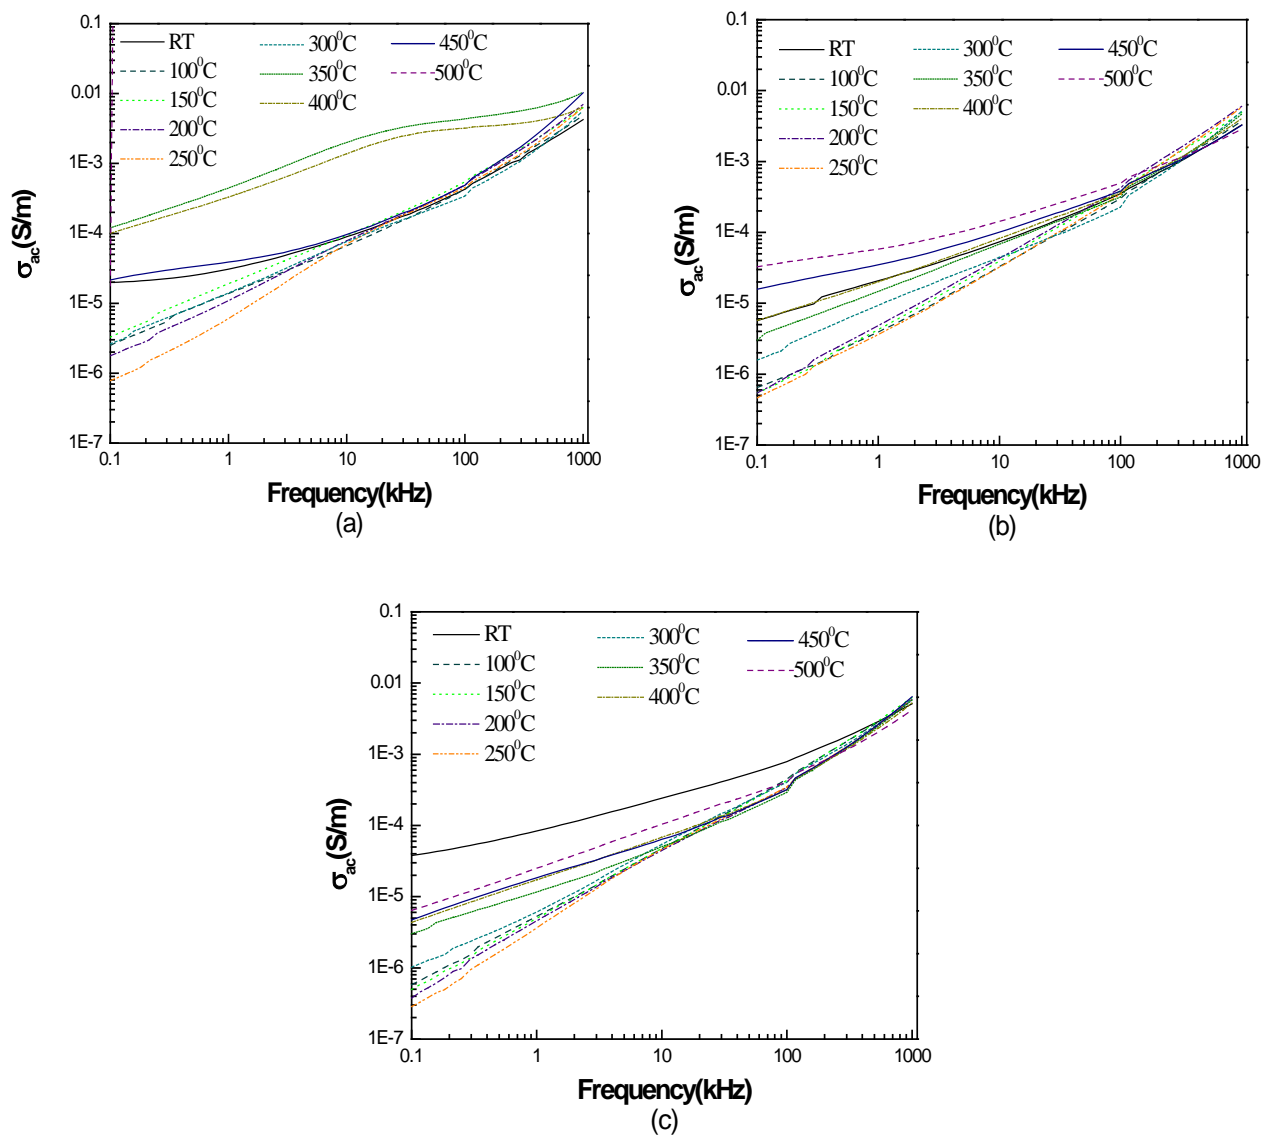 0.1
0.01
1E-3
1E-4
1E-5
1E-6
1E-7
σac(S/m)
RT
100⁰C
150⁰C
200⁰C
250⁰C
300⁰C
350⁰C
400⁰C
450⁰C
500⁰C
0.1 1 10 100 1000
Frequency(kHz)
(a)
0.1
0.01
1E-3
1E-4
1E-5
1E-6
1E-7
σac(S/m)
RT
100⁰C
150⁰C
200⁰C
250⁰C
300⁰C
350⁰C
400⁰C
450⁰C
500⁰C
0.1 1 10 100 1000
Frequency(kHz)
(b)
0.1
0.01
1E-3
1E-4
1E-5
1E-6
1E-7
σac(S/m)
RT
100⁰C
150⁰C
200⁰C
250⁰C
300⁰C
350⁰C
400⁰C
450⁰C
500⁰C
0.1 1 10 100 1000
Frequency(kHz)
(c)